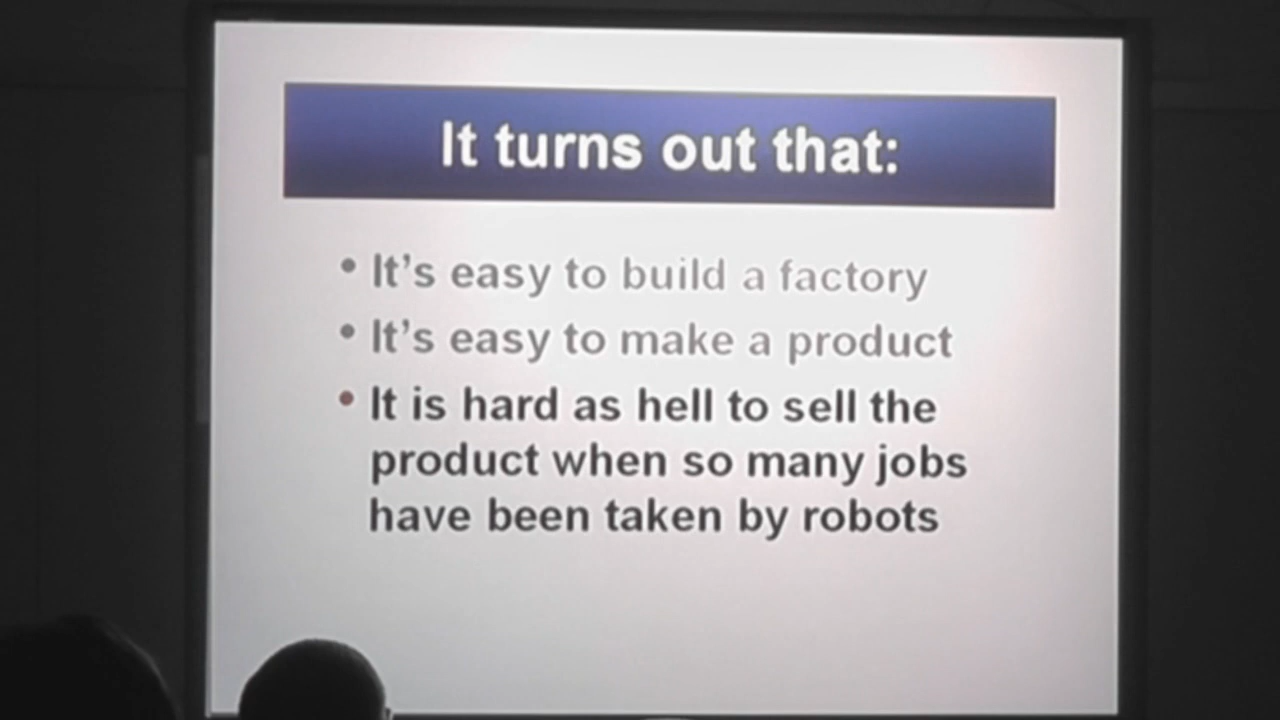 It turns out that:
• It's easy to build a factory
• It's easy to make a product
• It is hard as hell to sell the
product when so many jobs
have been taken by robots